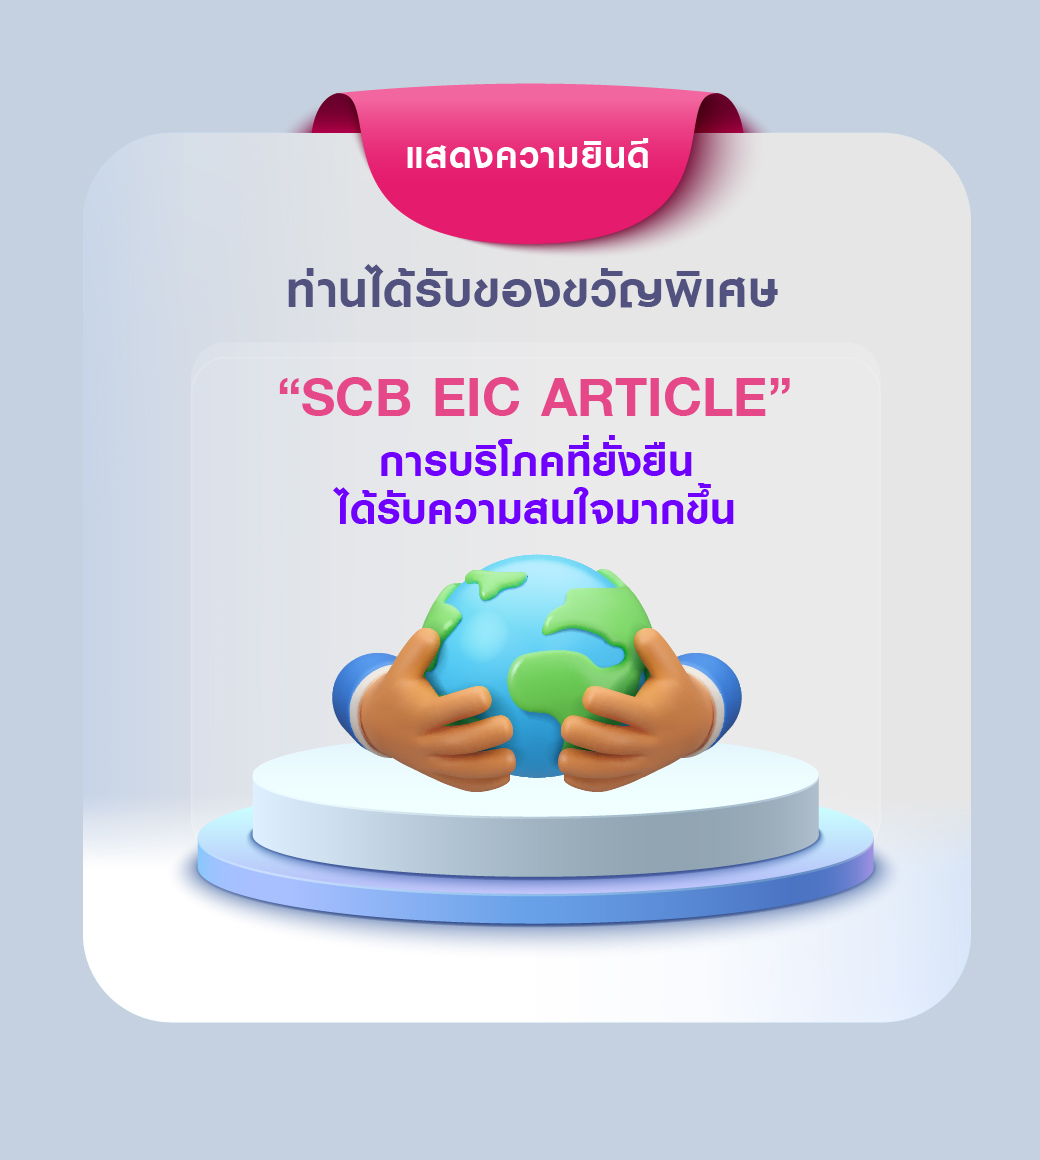 แสดงความยินดี
ท่านได้รับของขวัญพิเศษ
“SCB EIC ARTICLE”
การบริโภคที่ยั่งยืน
ได้รับความสนใจมากขึ้น